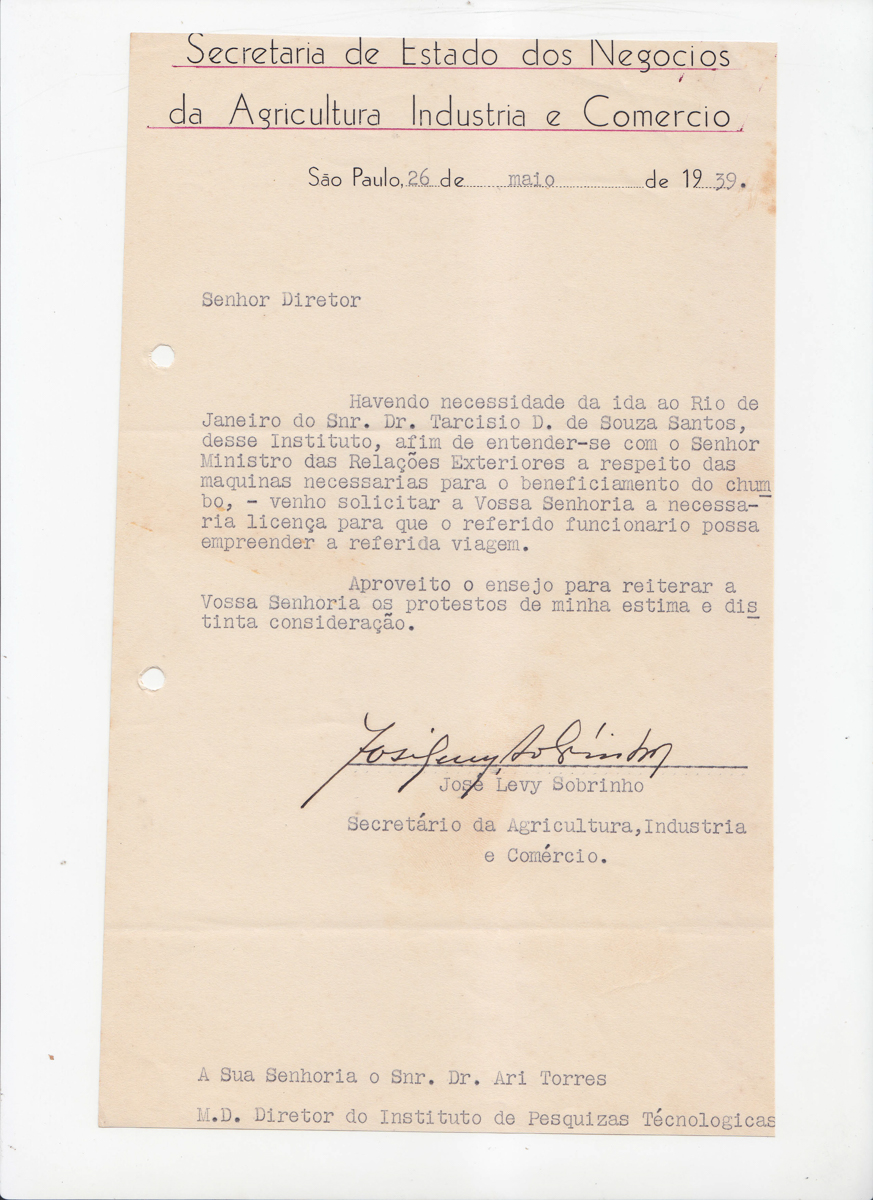 Secretaria de Estado dos Negocios
da Agricultura Industria e Comercio
São Paulo, 26 de maio de 1939.
Senhor Diretor
Havendo necessidade da ida ao Rio de
Janeiro do Snr. Dr. Tarcisio D. de Souza Santos,
desse Instituto, afim de entender-se com o Senhor
Ministro das Relações Exteriores a respeito das
maquinas necessarias para o beneficiamento do chum
bo, - venho solicitar a Vossa Senhoria a necessa-
ria licença para que o referido funcionario possa
empreender a referida viagem.
Aproveito o ensejo para reiterar a
Vossa Senhoria os protestos de minha estima e dis
tinta consideração.
José Levy Sobrinho
José Levy Sobrinho
Secretário da Agricultura,Industria
e Comércio.
A Sua Senhoria o Snr. Dr. Ari Torres
M.D. Diretor do Instituto de Pesquizas Técnologicas